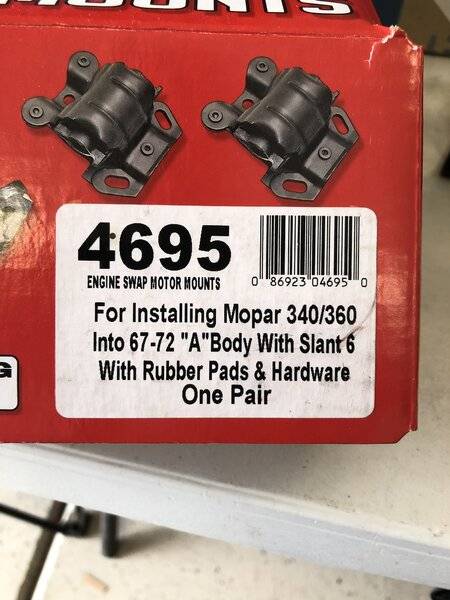 MOUNTS
4695
ENGINE SWAP MOTOR MOUNTS
0 86923 04695 0
For Installing Mopar 340/360
Into 67-72 "A"Body With Slant 6
With Rubber Pads & Hardware
One Pair
G